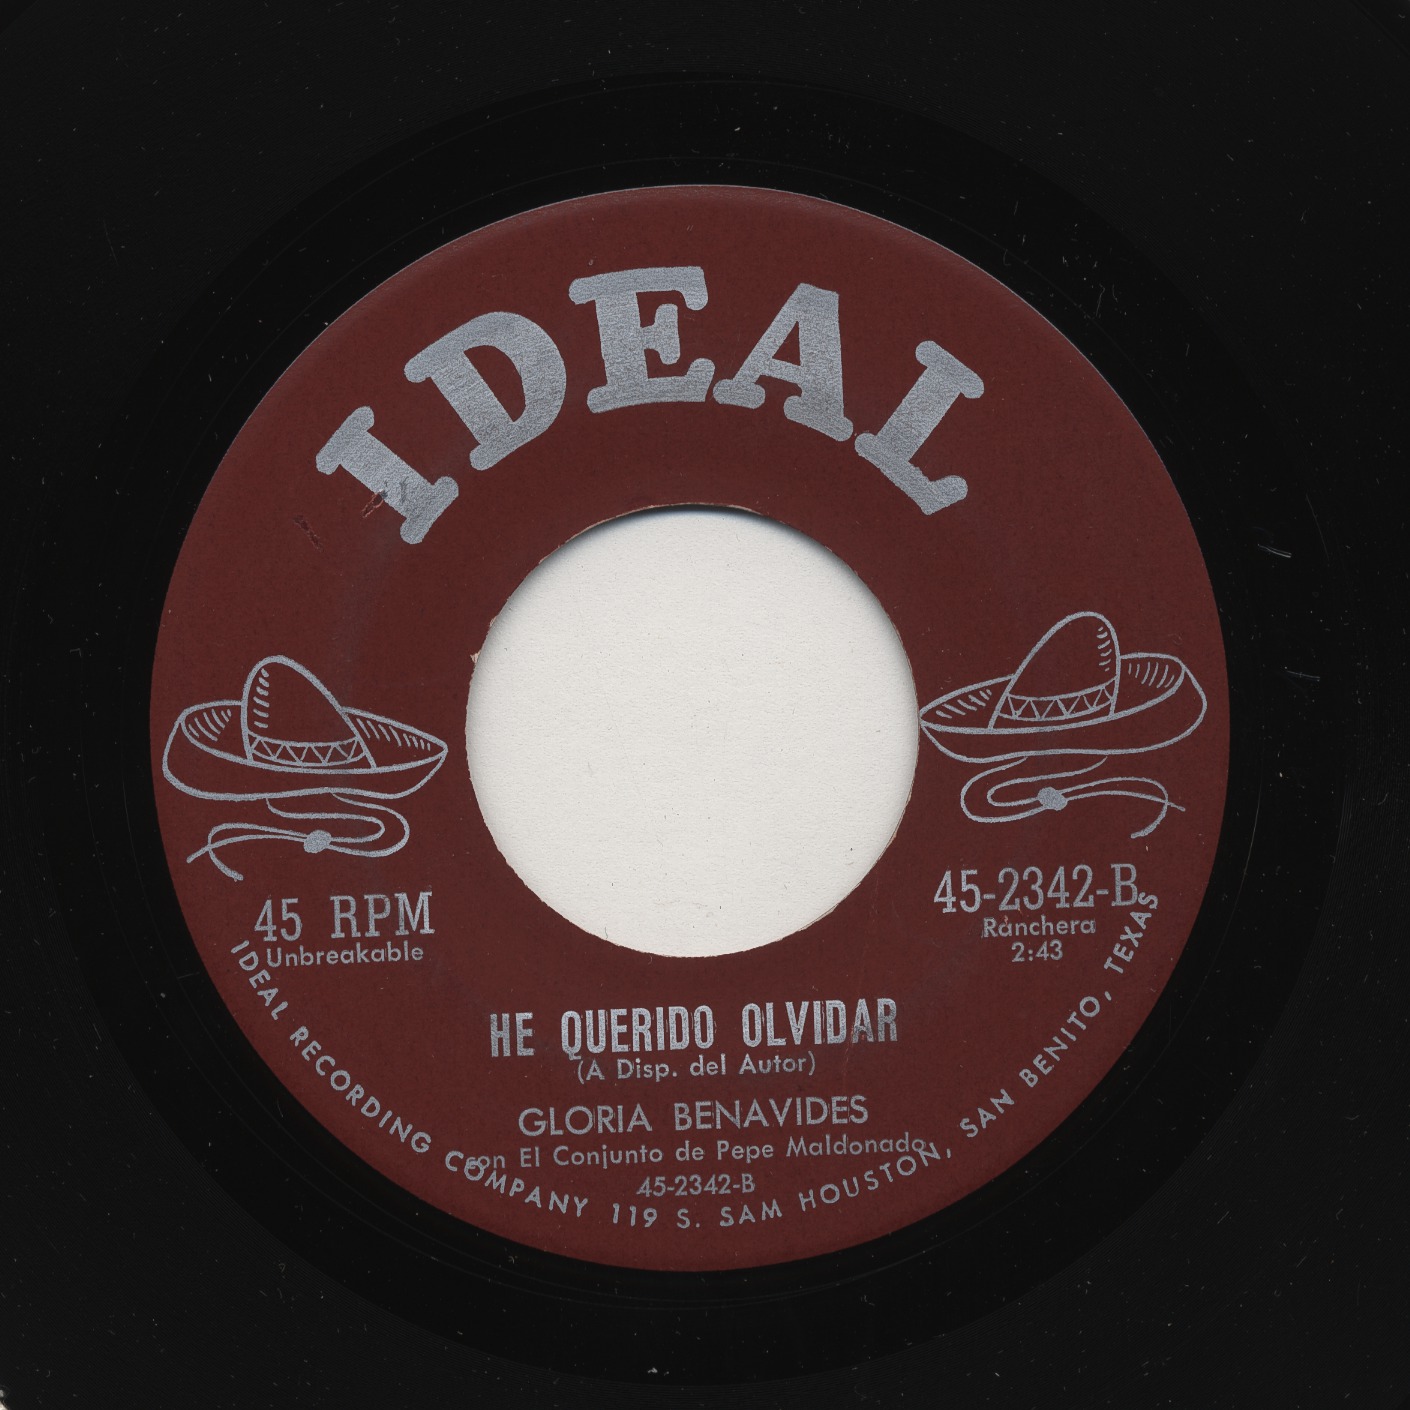 IDEAL
45 RPM
Unbreakable
45-2342-B
Ranchera
2:43
HE QUERIDO OLVIDAR
(A Disp. del Autor)
GLORIA BENAVIDES
con El Conjunto de Pepe Maldonado
45-2342-B
IDEAL RECORDING COMPANY 119 S. SAM HOUSTON, SAN BENITO, TEXAS